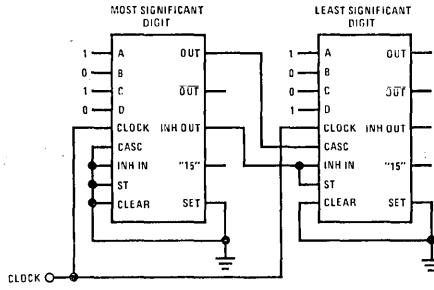 MOST SIGNIFICANT
DIGIT
1 A OUT
0 B
1 C OUT
0 D
CLOCK INH OUT
CASC
INH IN "15"
ST
CLEAR SET
LEAST SIGNIFICANT
DIGIT
1 A OUT
0 B
0 C OUT
1 D
CLOCK INH OUT
CASC
INH IN "15"
ST
CLEAR SET
CLOCK